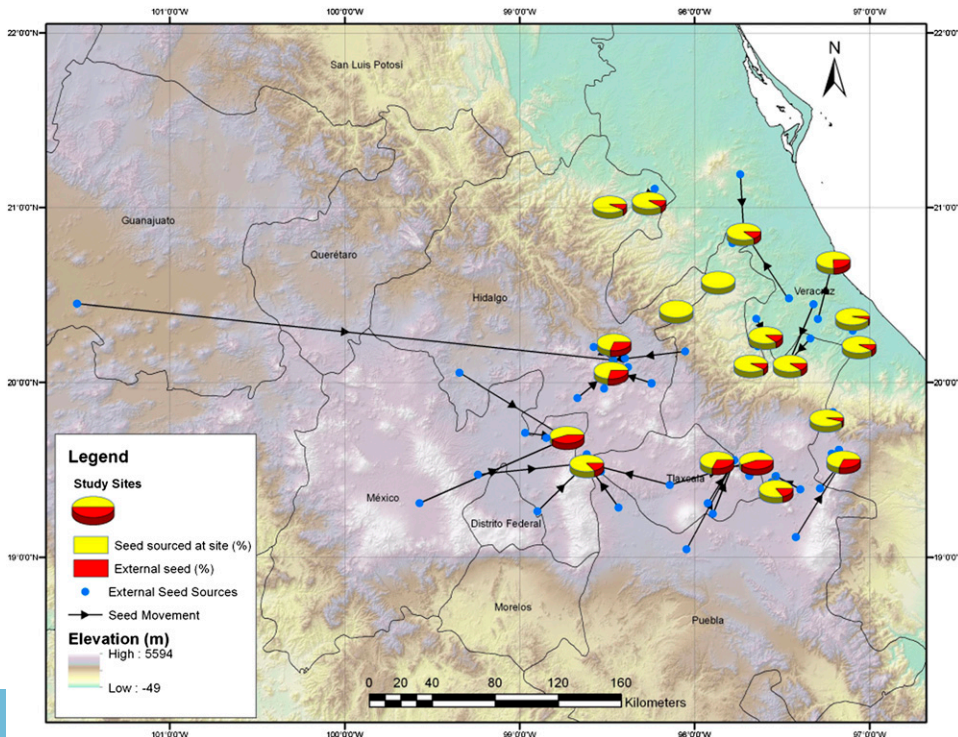 101°0'0"W
100°0'0"W
99°0'0"W
98°0'0"W
97°0'0"W
22°0'0"N
22°0'0"N
San Luis Potosí
N
21°0'0"N
21°0'0"N
Guanajuato
Querétaro
Hidalgo
Veracruz
20°0'0"N
20°0'0"N
Legend
Study Sites
Seed sourced at site (%)
External seed (%)
External Seed Sources
Seed Movement
Elevation (m)
High : 5594
Low : -49
México
Distrito Federal
Tlaxcala
19°0'0"N
19°0'0"N
Morelos
Puebla
0 10 20 40 80 120 160
Kilometers
101°0'0"W
100°0'0"W
99°0'0"W
98°0'0"W
97°0'0"W